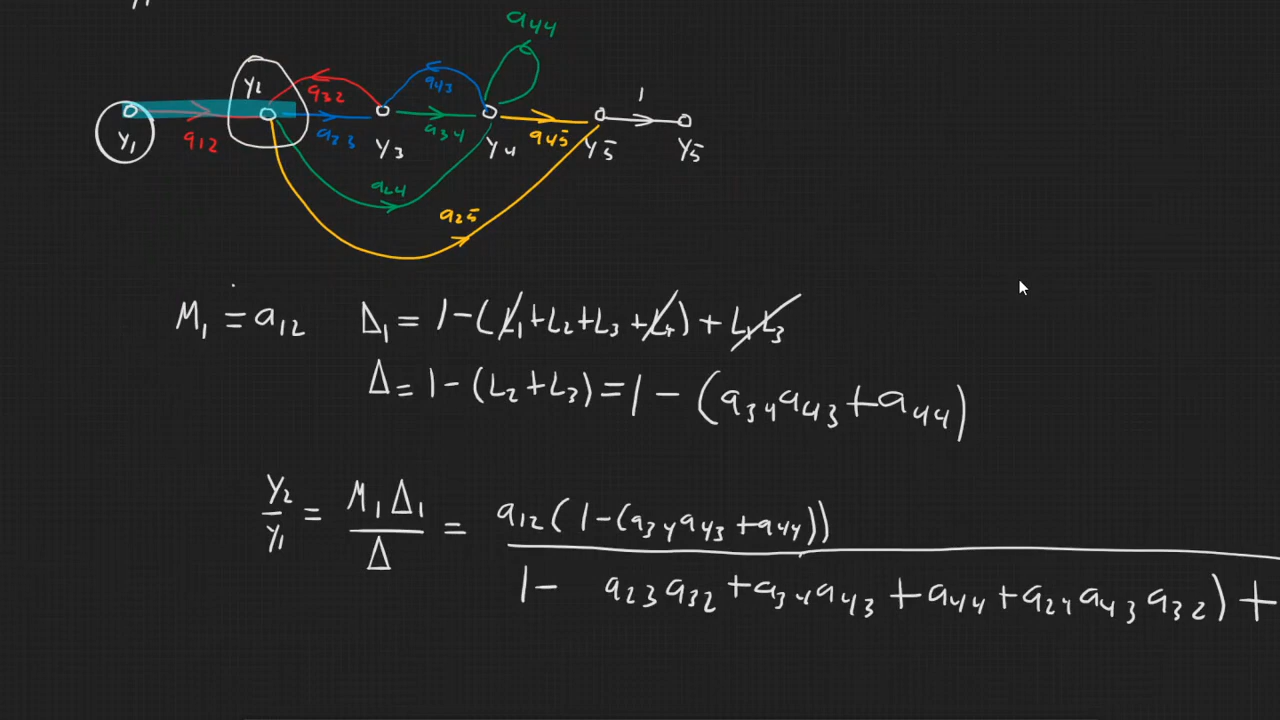 a44
y2
a32
a43
1
y1
a12
a23
y3
a34
y4
a45
y5
y5
a24
a25
M1 = a12 Δ1 = 1-(L1+L2+L3+L4)+L1L3
Δ = 1-(L2+L3) = 1-(a34a43+a44)
y2/y1 = M1Δ1/Δ = a12(1-(a34a43+a44))
1- a23a32+a34a43+a44+a24a43a32)+